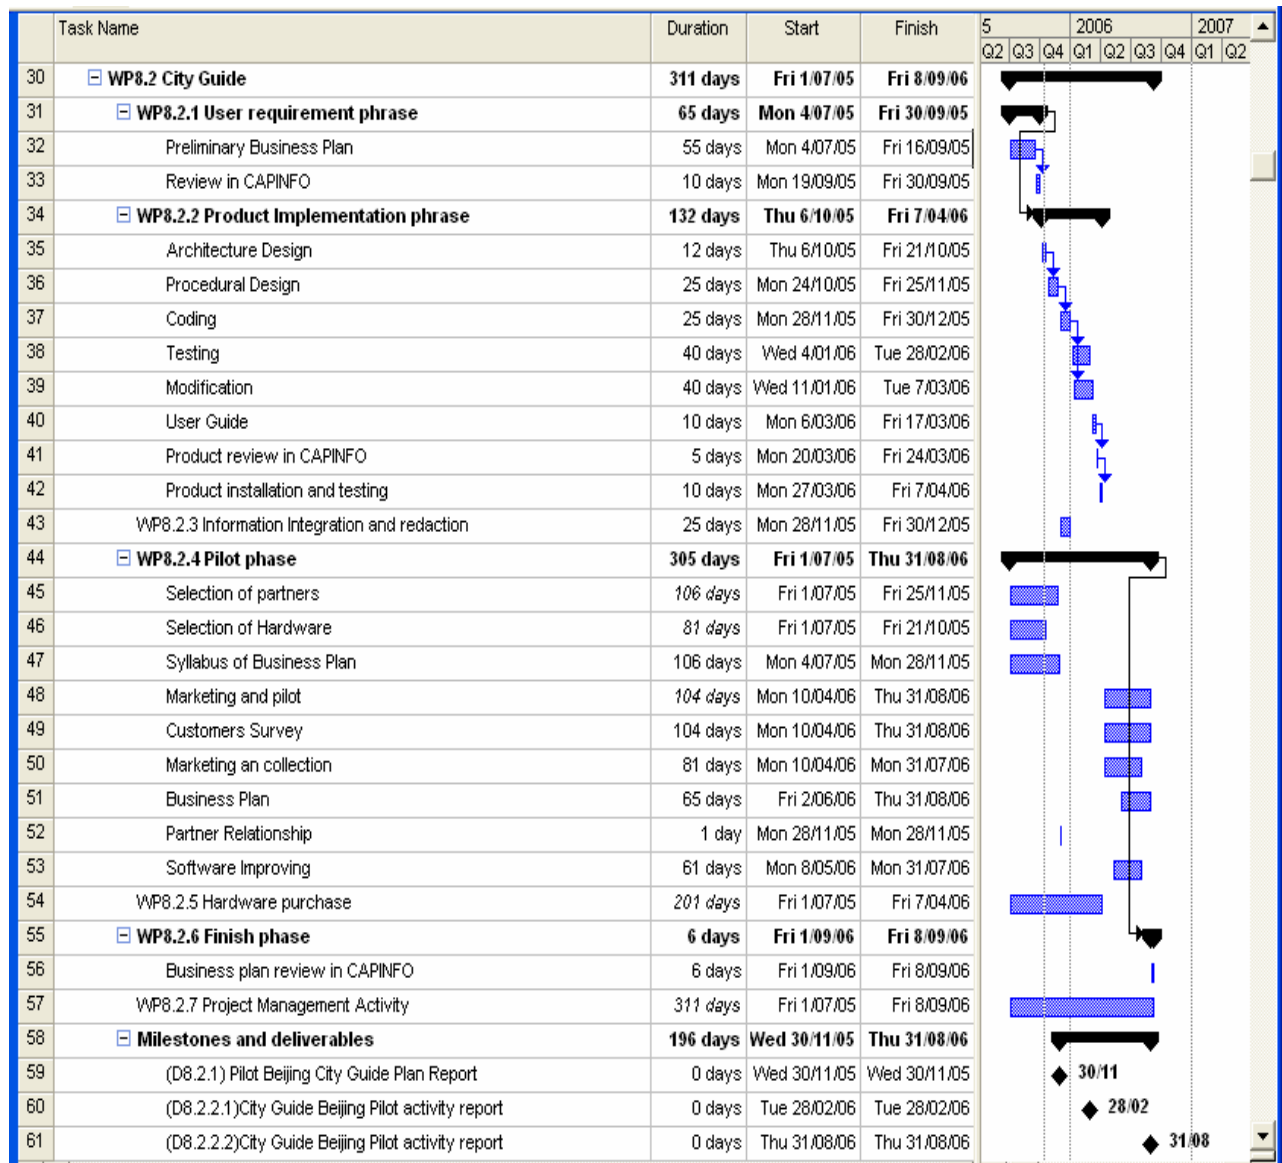 Task Name Duration Start Finish 5 2006 2007
Q2 Q3 Q4 Q1 Q2 Q3 Q4 Q1 Q2
30 WP8.2 City Guide 311 days Fri 1/07/05 Fri 8/09/06
31 WP8.2.1 User requirement phrase 65 days Mon 4/07/05 Fri 30/09/05
32 Preliminary Business Plan 55 days Mon 4/07/05 Fri 16/09/05
33 Review in CAPINFO 10 days Mon 19/09/05 Fri 30/09/05
34 WP8.2.2 Product Implementation phrase 132 days Thu 6/10/05 Fri 7/04/06
35 Architecture Design 12 days Thu 6/10/05 Fri 21/10/05
36 Procedural Design 25 days Mon 24/10/05 Fri 25/11/05
37 Coding 25 days Mon 28/11/05 Fri 30/12/05
38 Testing 40 days Wed 4/01/06 Tue 28/02/06
39 Modification 40 days Wed 11/01/06 Tue 7/03/06
40 User Guide 10 days Mon 6/03/06 Fri 17/03/06
41 Product review in CAPINFO 5 days Mon 20/03/06 Fri 24/03/06
42 Product installation and testing 10 days Mon 27/03/06 Fri 7/04/06
43 WP8.2.3 Information Integration and redaction 25 days Mon 28/11/05 Fri 30/12/05
44 WP8.2.4 Pilot phase 305 days Fri 1/07/05 Thu 31/08/06
45 Selection of partners 106 days Fri 1/07/05 Fri 25/11/05
46 Selection of Hardware 81 days Fri 1/07/05 Fri 21/10/05
47 Syllabus of Business Plan 106 days Mon 4/07/05 Mon 28/11/05
48 Marketing and pilot 104 days Mon 10/04/06 Thu 31/08/06
49 Customers Survey 104 days Mon 10/04/06 Thu 31/08/06
50 Marketing an collection 81 days Mon 10/04/06 Mon 31/07/06
51 Business Plan 65 days Fri 2/06/06 Thu 31/08/06
52 Partner Relationship 1 day Mon 28/11/05 Mon 28/11/05
53 Software Improving 61 days Mon 8/05/06 Mon 31/07/06
54 WP8.2.5 Hardware purchase 201 days Fri 1/07/05 Fri 7/04/06
55 WP8.2.6 Finish phase 6 days Fri 1/09/06 Fri 8/09/06
56 Business plan review in CAPINFO 6 days Fri 1/09/06 Fri 8/09/06
57 WP8.2.7 Project Management Activity 311 days Fri 1/07/05 Fri 8/09/06
58 Milestones and deliverables 196 days Wed 30/11/05 Thu 31/08/06
59 (D8.2.1) Pilot Beijing City Guide Plan Report 0 days Wed 30/11/05 Wed 30/11/05 30/11
60 (D8.2.2.1)City Guide Beijing Pilot activity report 0 days Tue 28/02/06 Tue 28/02/06 28/02
61 (D8.2.2.2)City Guide Beijing Pilot activity report 0 days Thu 31/08/06 Thu 31/08/06 31/08